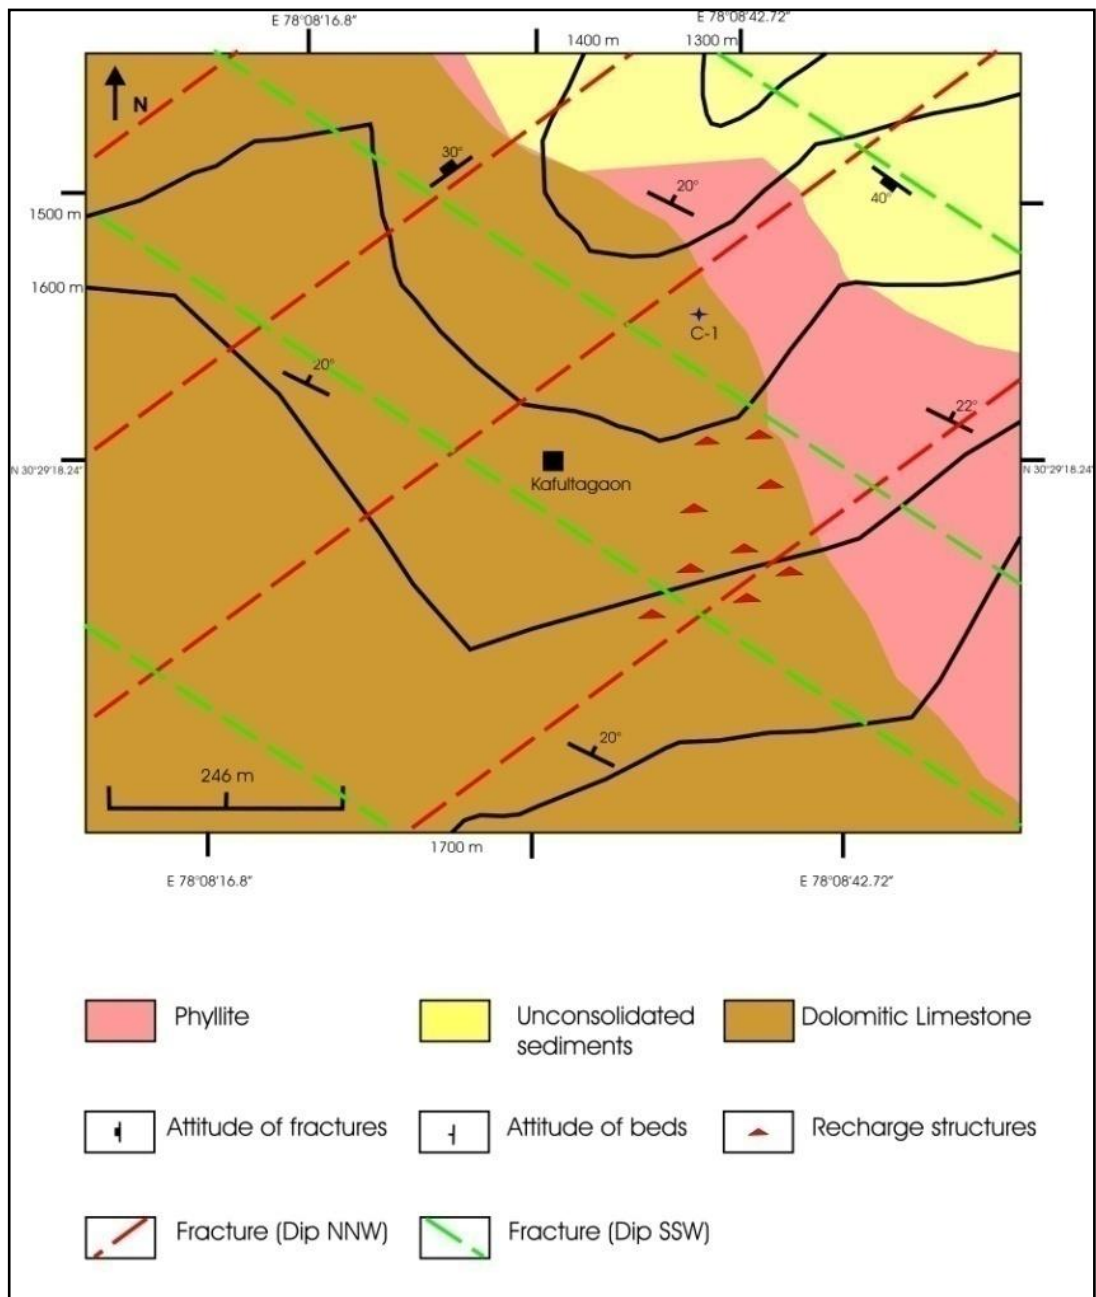 E 78°08'16.8"
E 78°08'42.72"
1400 m
1300 m
N
30°
20°
40°
1500 m
1600 m
C-1
20°
22°
N 30°29'18.24"
N 30°29'18.24"
Kafultagaon
20°
246 m
1700 m
E 78°08'16.8"
E 78°08'42.72"
Phyllite
Unconsolidated
sediments
Dolomitic Limestone
Attitude of fractures
Attitude of beds
Recharge structures
Fracture (Dip NNW)
Fracture (Dip SSW)